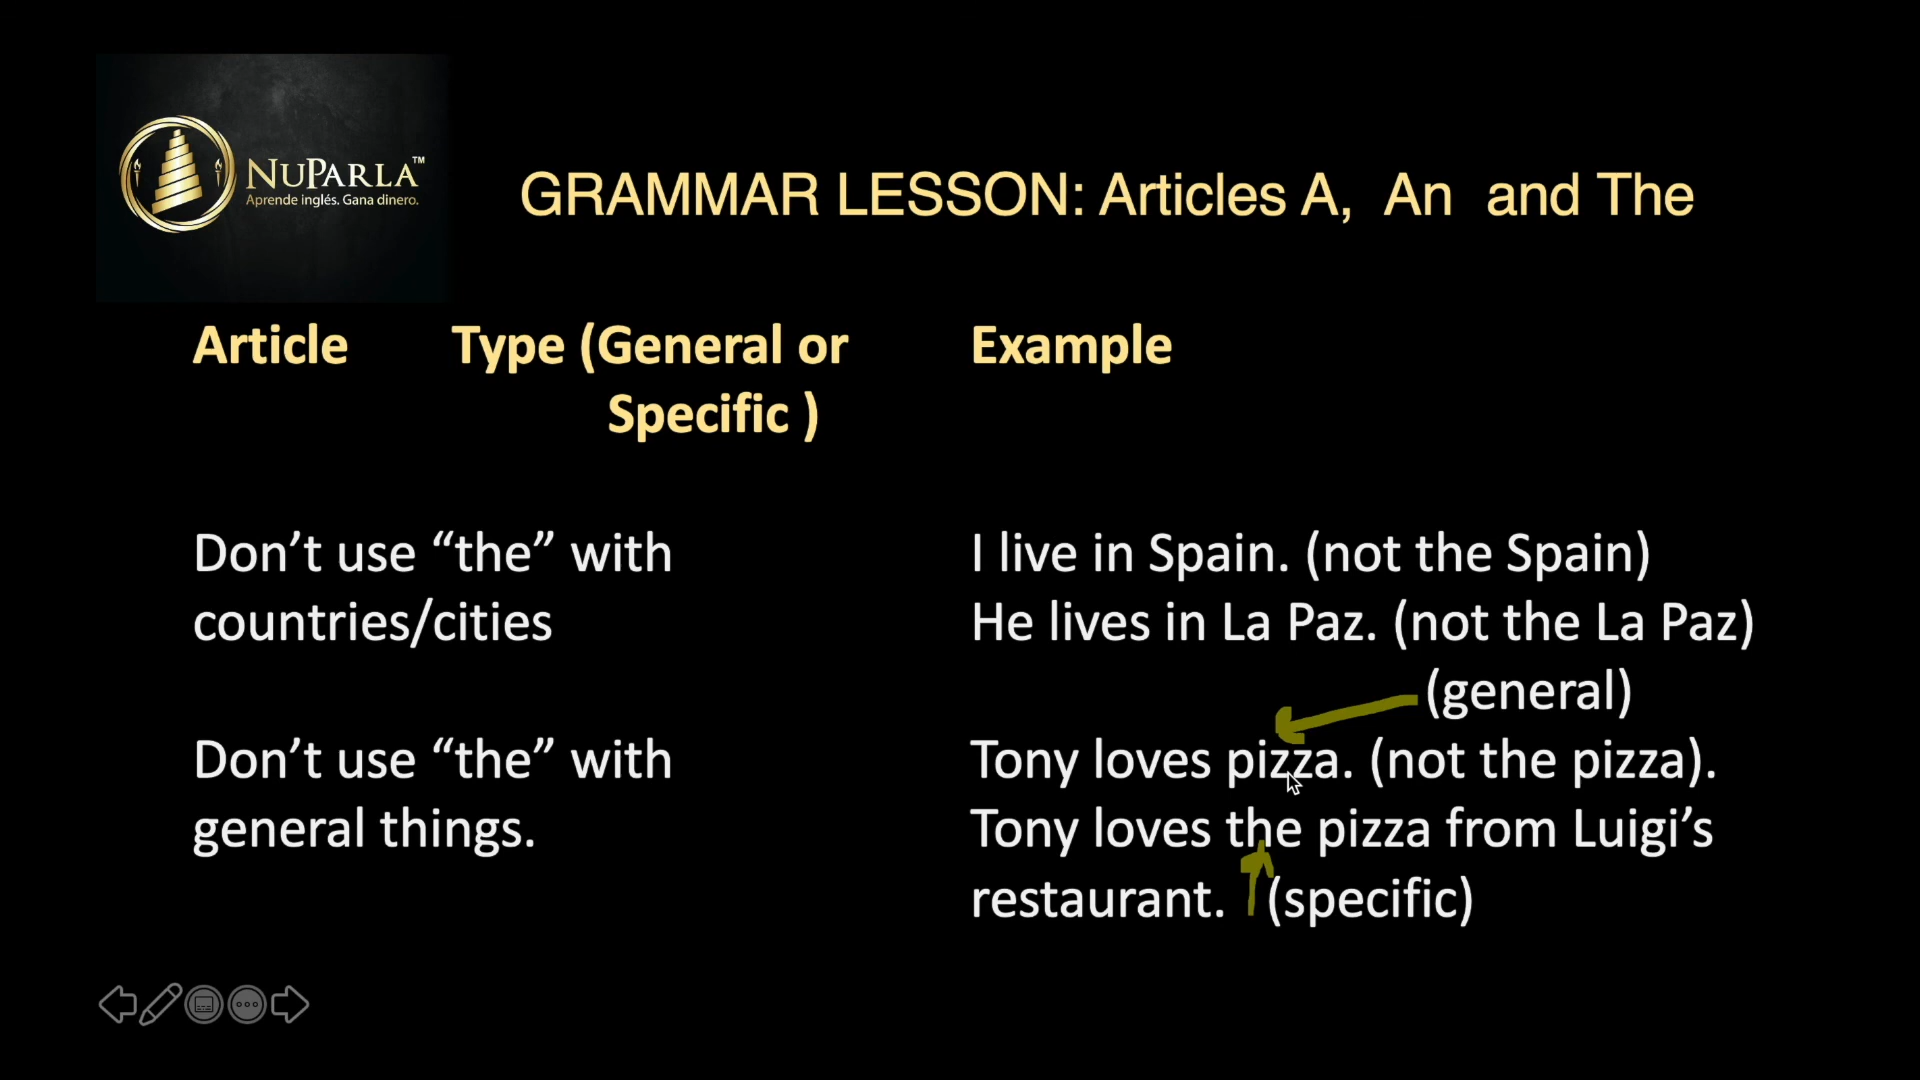 NUPARLA™
Aprende inglés. Gana dinero.
GRAMMAR LESSON: Articles A, An and The
Article Type (General or Example
Specific )
Don’t use “the” with I live in Spain. (not the Spain)
countries/cities He lives in La Paz. (not the La Paz)
(general)
Don’t use “the” with Tony loves pizza. (not the pizza).
general things. Tony loves the pizza from Luigi’s
restaurant. (specific)